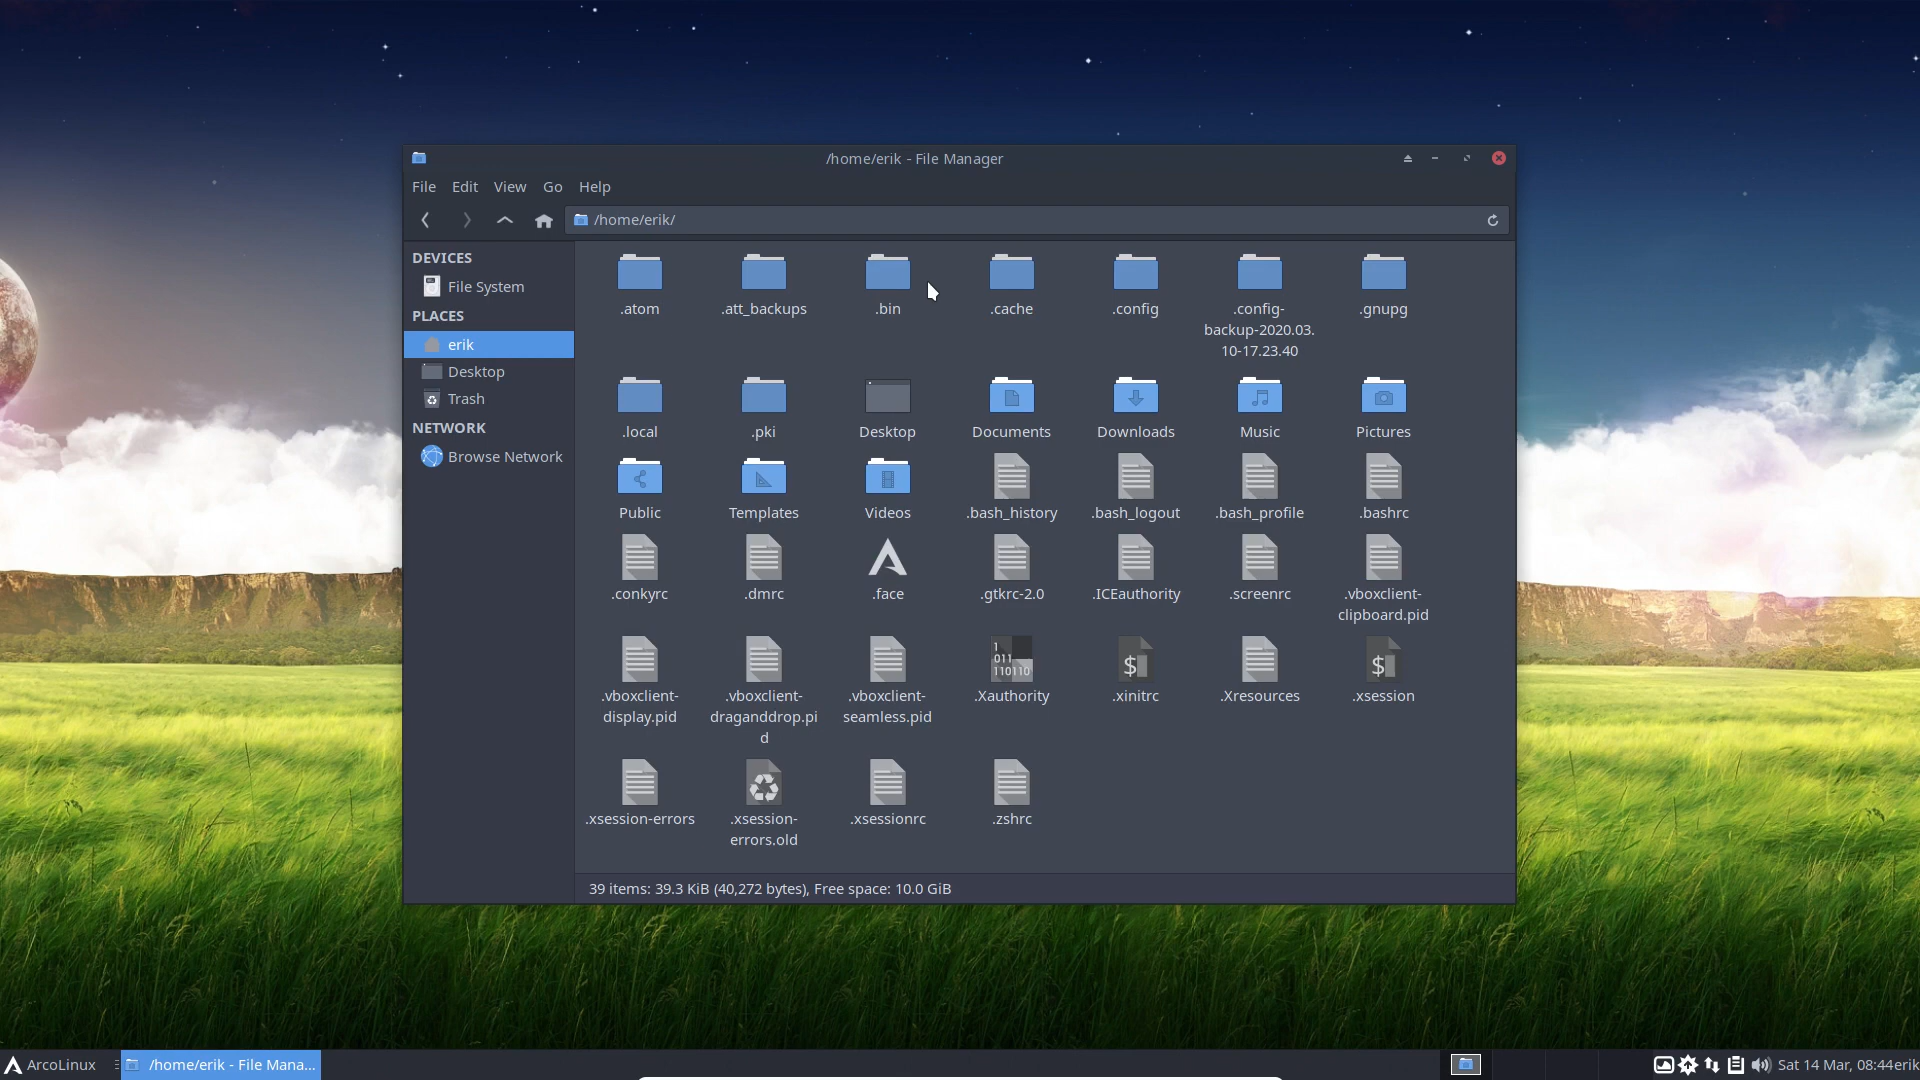 /home/erik - File Manager
File Edit View Go Help
/home/erik/
DEVICES
File System
PLACES
erik
Desktop
Trash
NETWORK
Browse Network
.atom .att_backups .bin .cache .config .config-
backup-2020.03.
10-17.23.40 .gnupg
.local .pki Desktop Documents Downloads Music Pictures
Public Templates Videos .bash_history .bash_logout .bash_profile .bashrc
.conkyrc .dmrc .face .gtkrc-2.0 .ICEauthority .screenrc .vboxclient-
clipboard.pid
1
011
110110
$ $
.vboxclient-
display.pid .vboxclient-
draganddrop.pi
d .vboxclient-
seamless.pid .Xauthority .xinitrc .Xresources .xsession
.xsession-errors .xsession-
errors.old .xsessionrc .zshrc
39 items: 39.3 KiB (40,272 bytes), Free space: 10.0 GiB
ArcoLinux /home/erik - File Mana... Sat 14 Mar, 08:44 erik